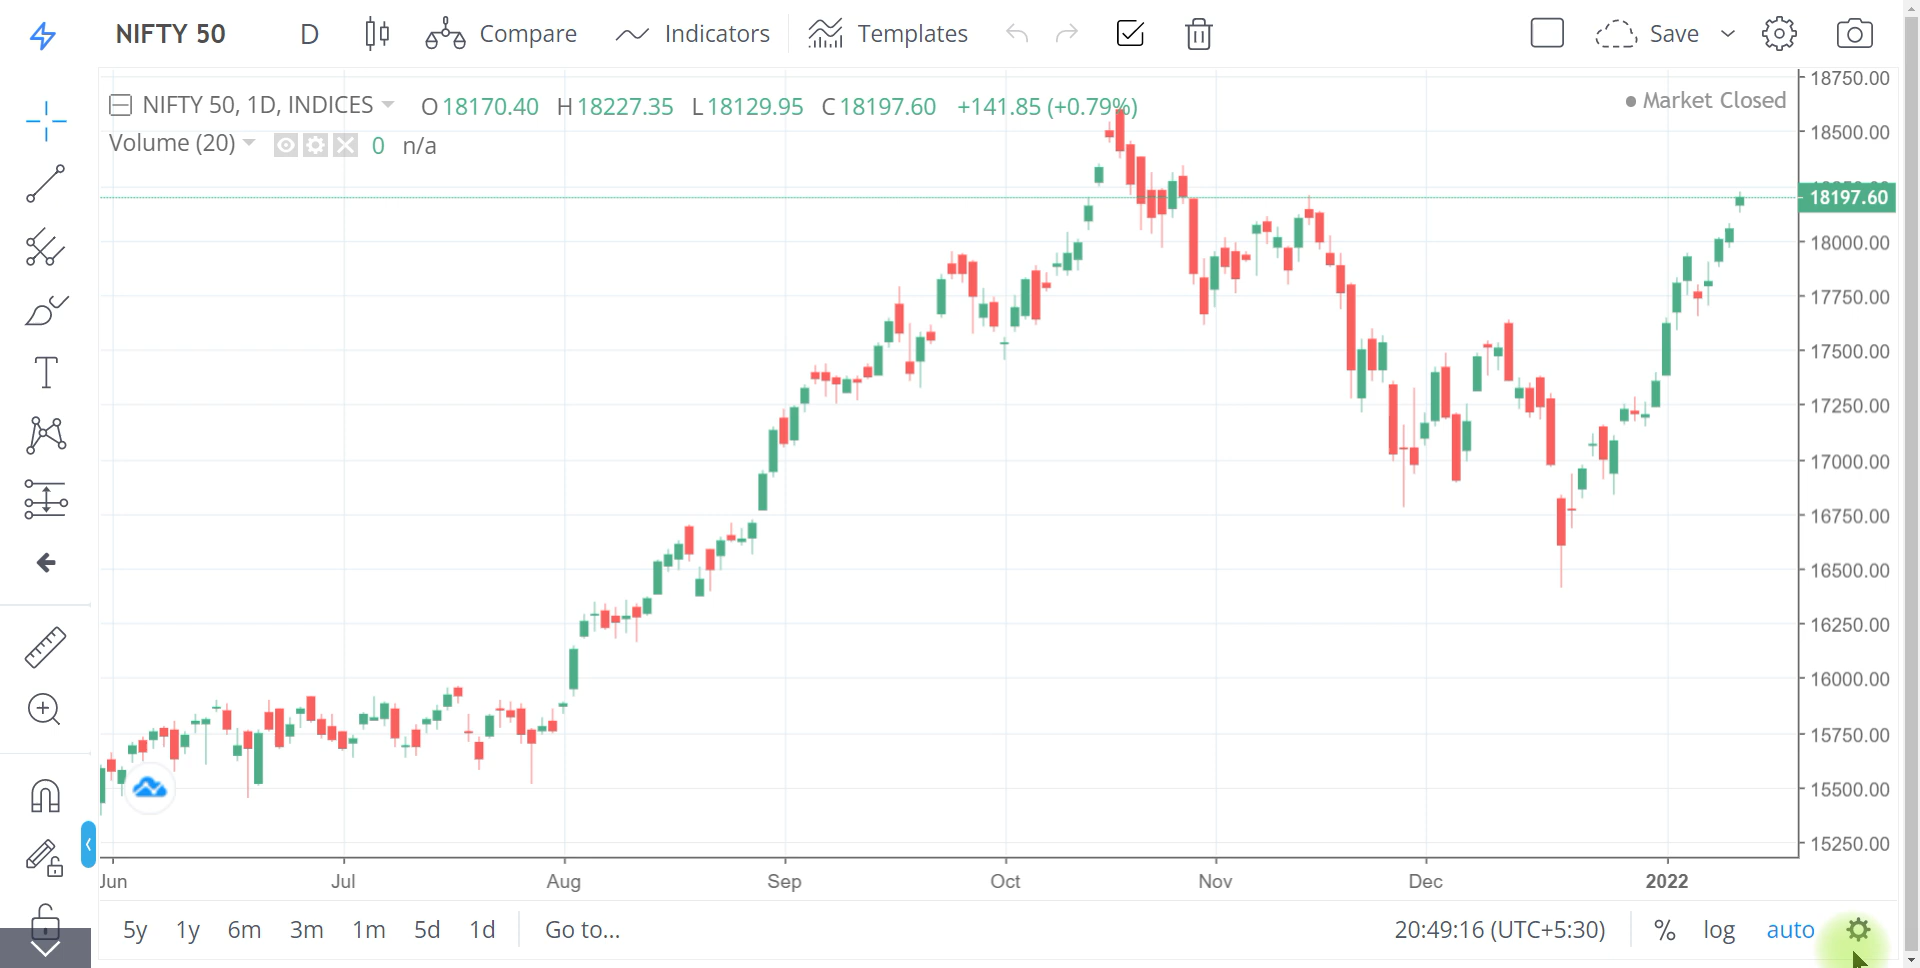 NIFTY 50 D Compare Indicators Templates Save
NIFTY 50, 1D, INDICES O 18170.40 H 18227.35 L 18129.95 C 18197.60 +141.85 (+0.79%)
Market Closed
Volume (20) 0 n/a
18750.00
18500.00
18197.60
18000.00
17750.00
17500.00
17250.00
17000.00
16750.00
16500.00
16250.00
16000.00
15750.00
15500.00
15250.00
Jun Jul Aug Sep Oct Nov Dec 2022
5y 1y 6m 3m 1m 5d 1d Go to... 20:49:16 (UTC+5:30) % log auto